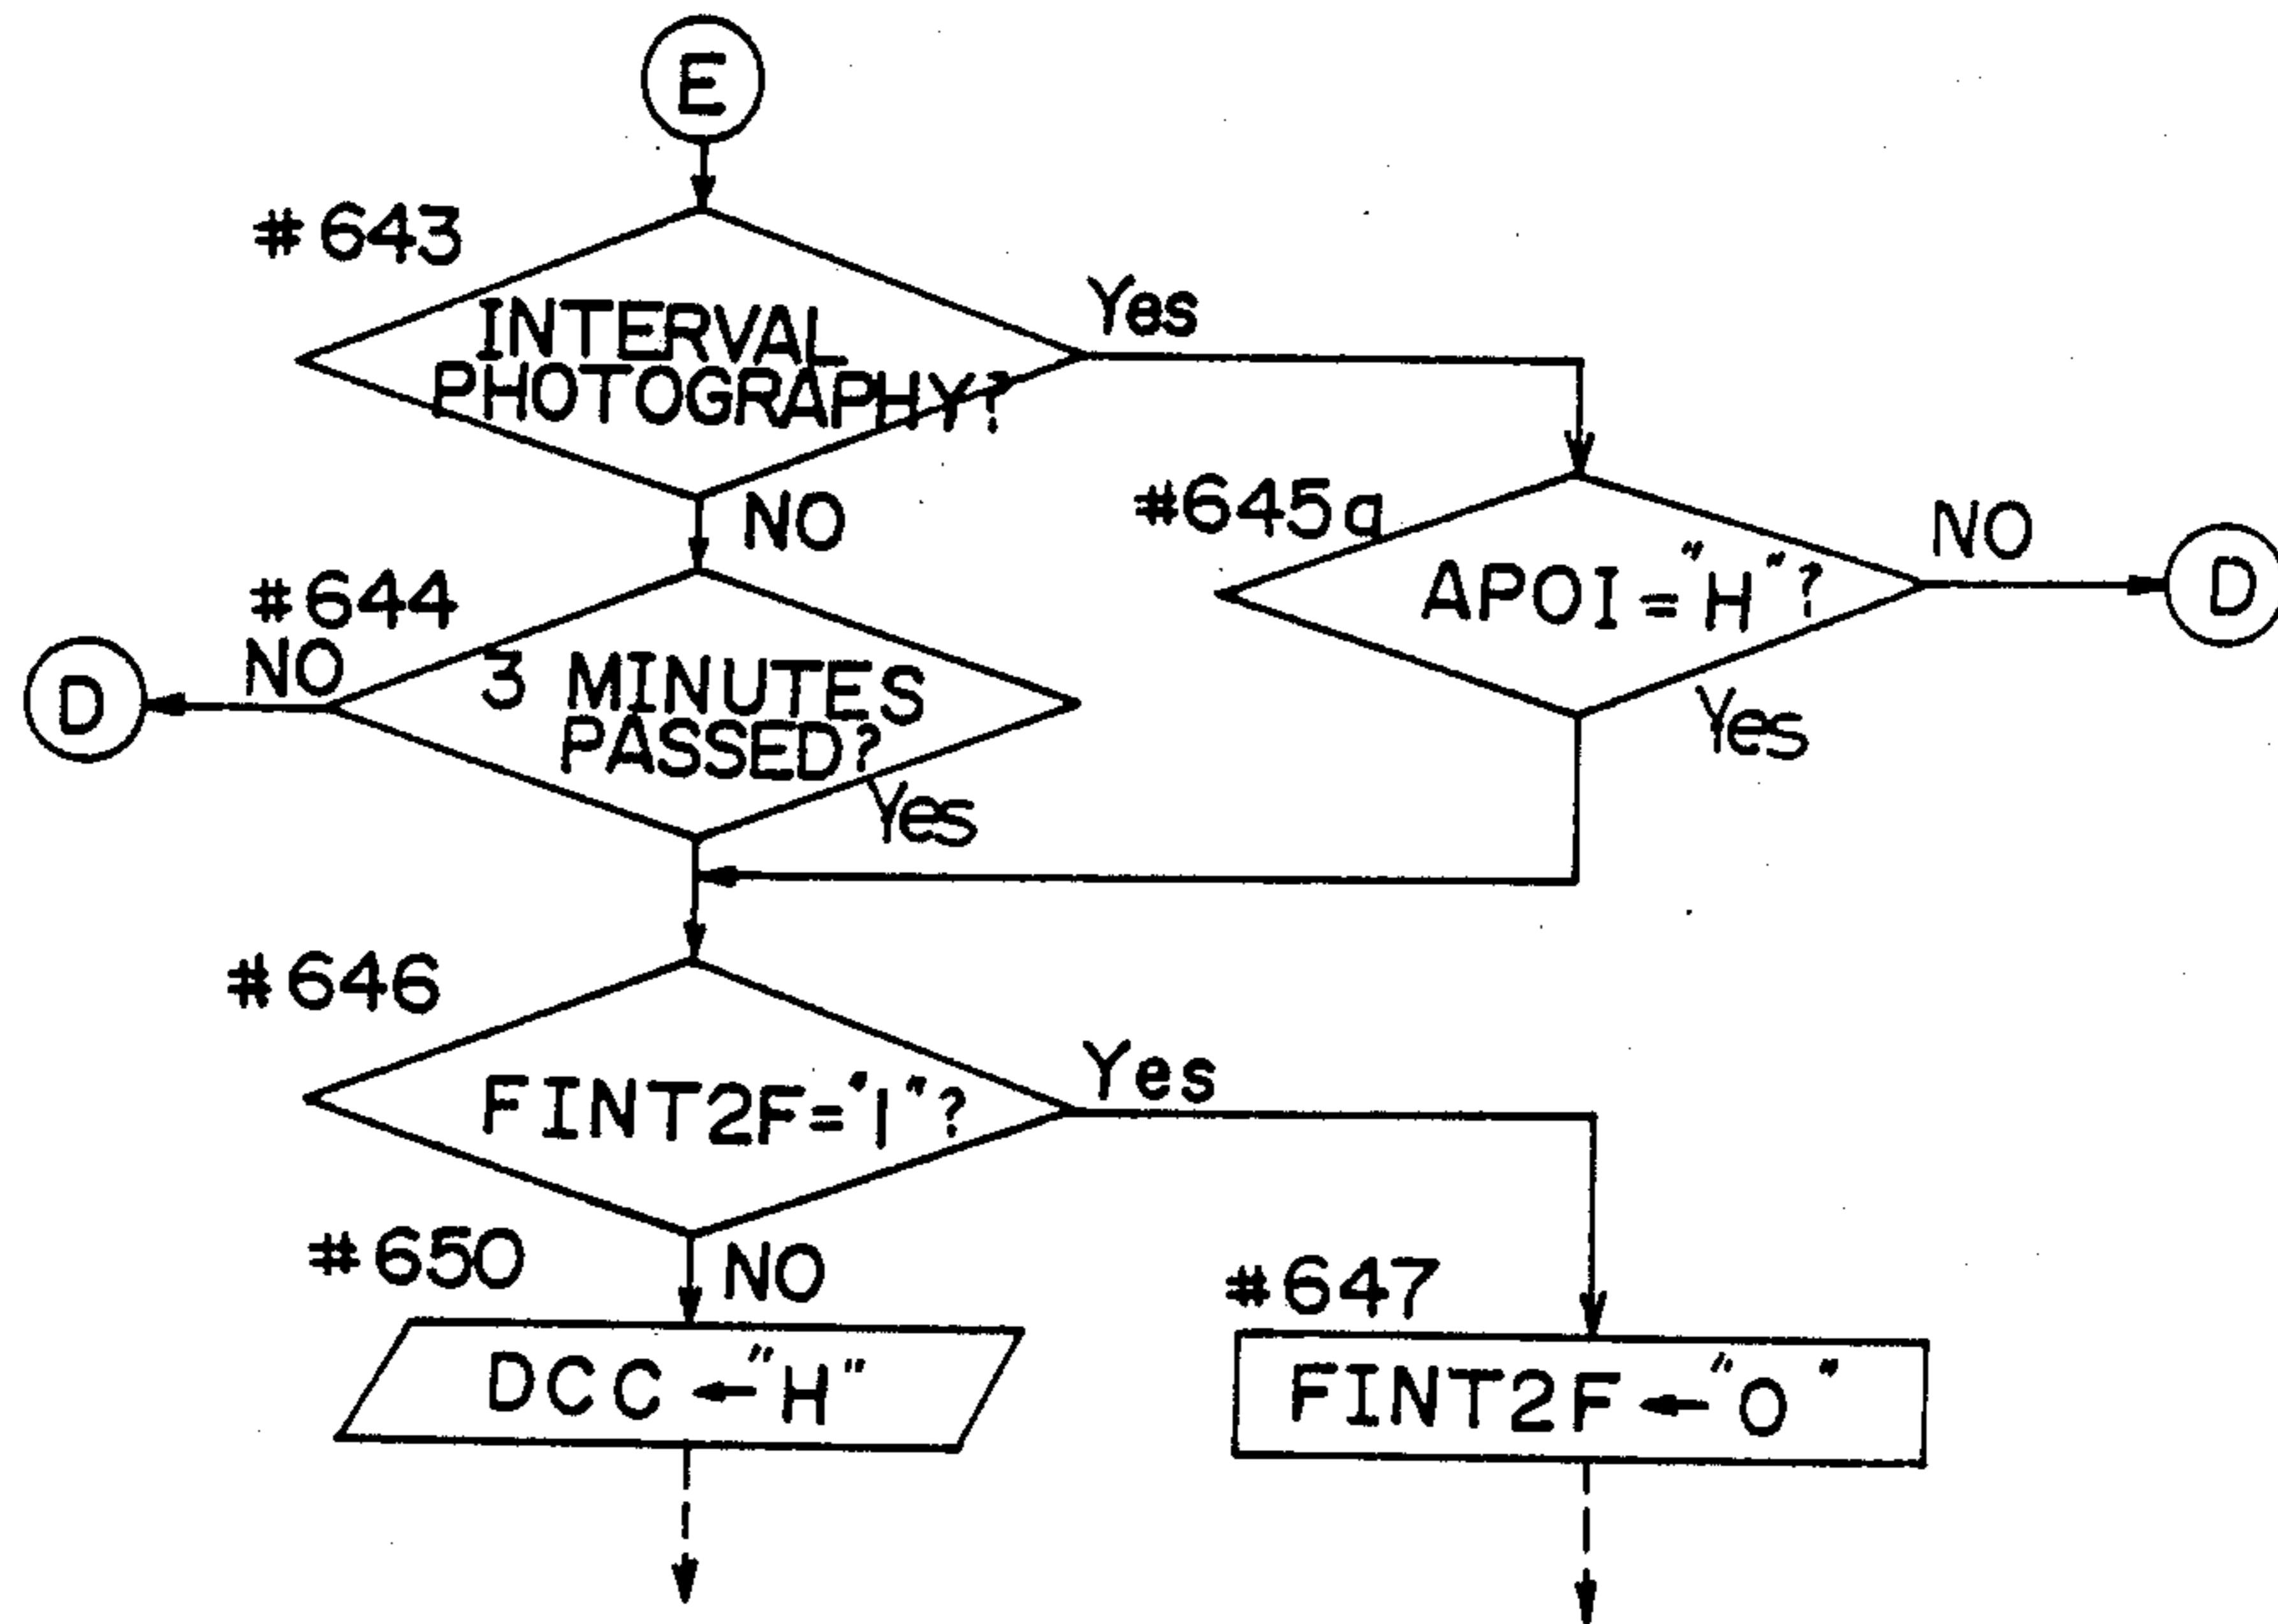 E
#643
INTERVAL
PHOTOGRAPHY?
Yes
NO
#645a
APOI="H"?
NO
D
Yes
#644
NO
D
3 MINUTES
PASSED?
Yes
#646
FINT2F="1"?
Yes
NO
#650
DCC ←"H"
#647
FINT2F←"0"